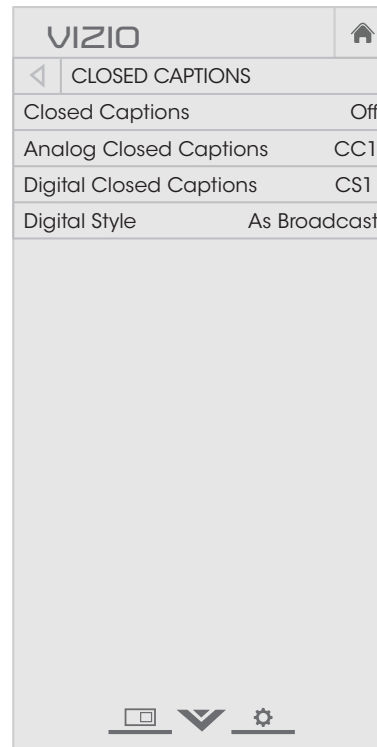 VIZIO
CLOSED CAPTIONS
Closed Captions Off
Analog Closed Captions CC1
Digital Closed Captions CS1
Digital Style As Broadcast